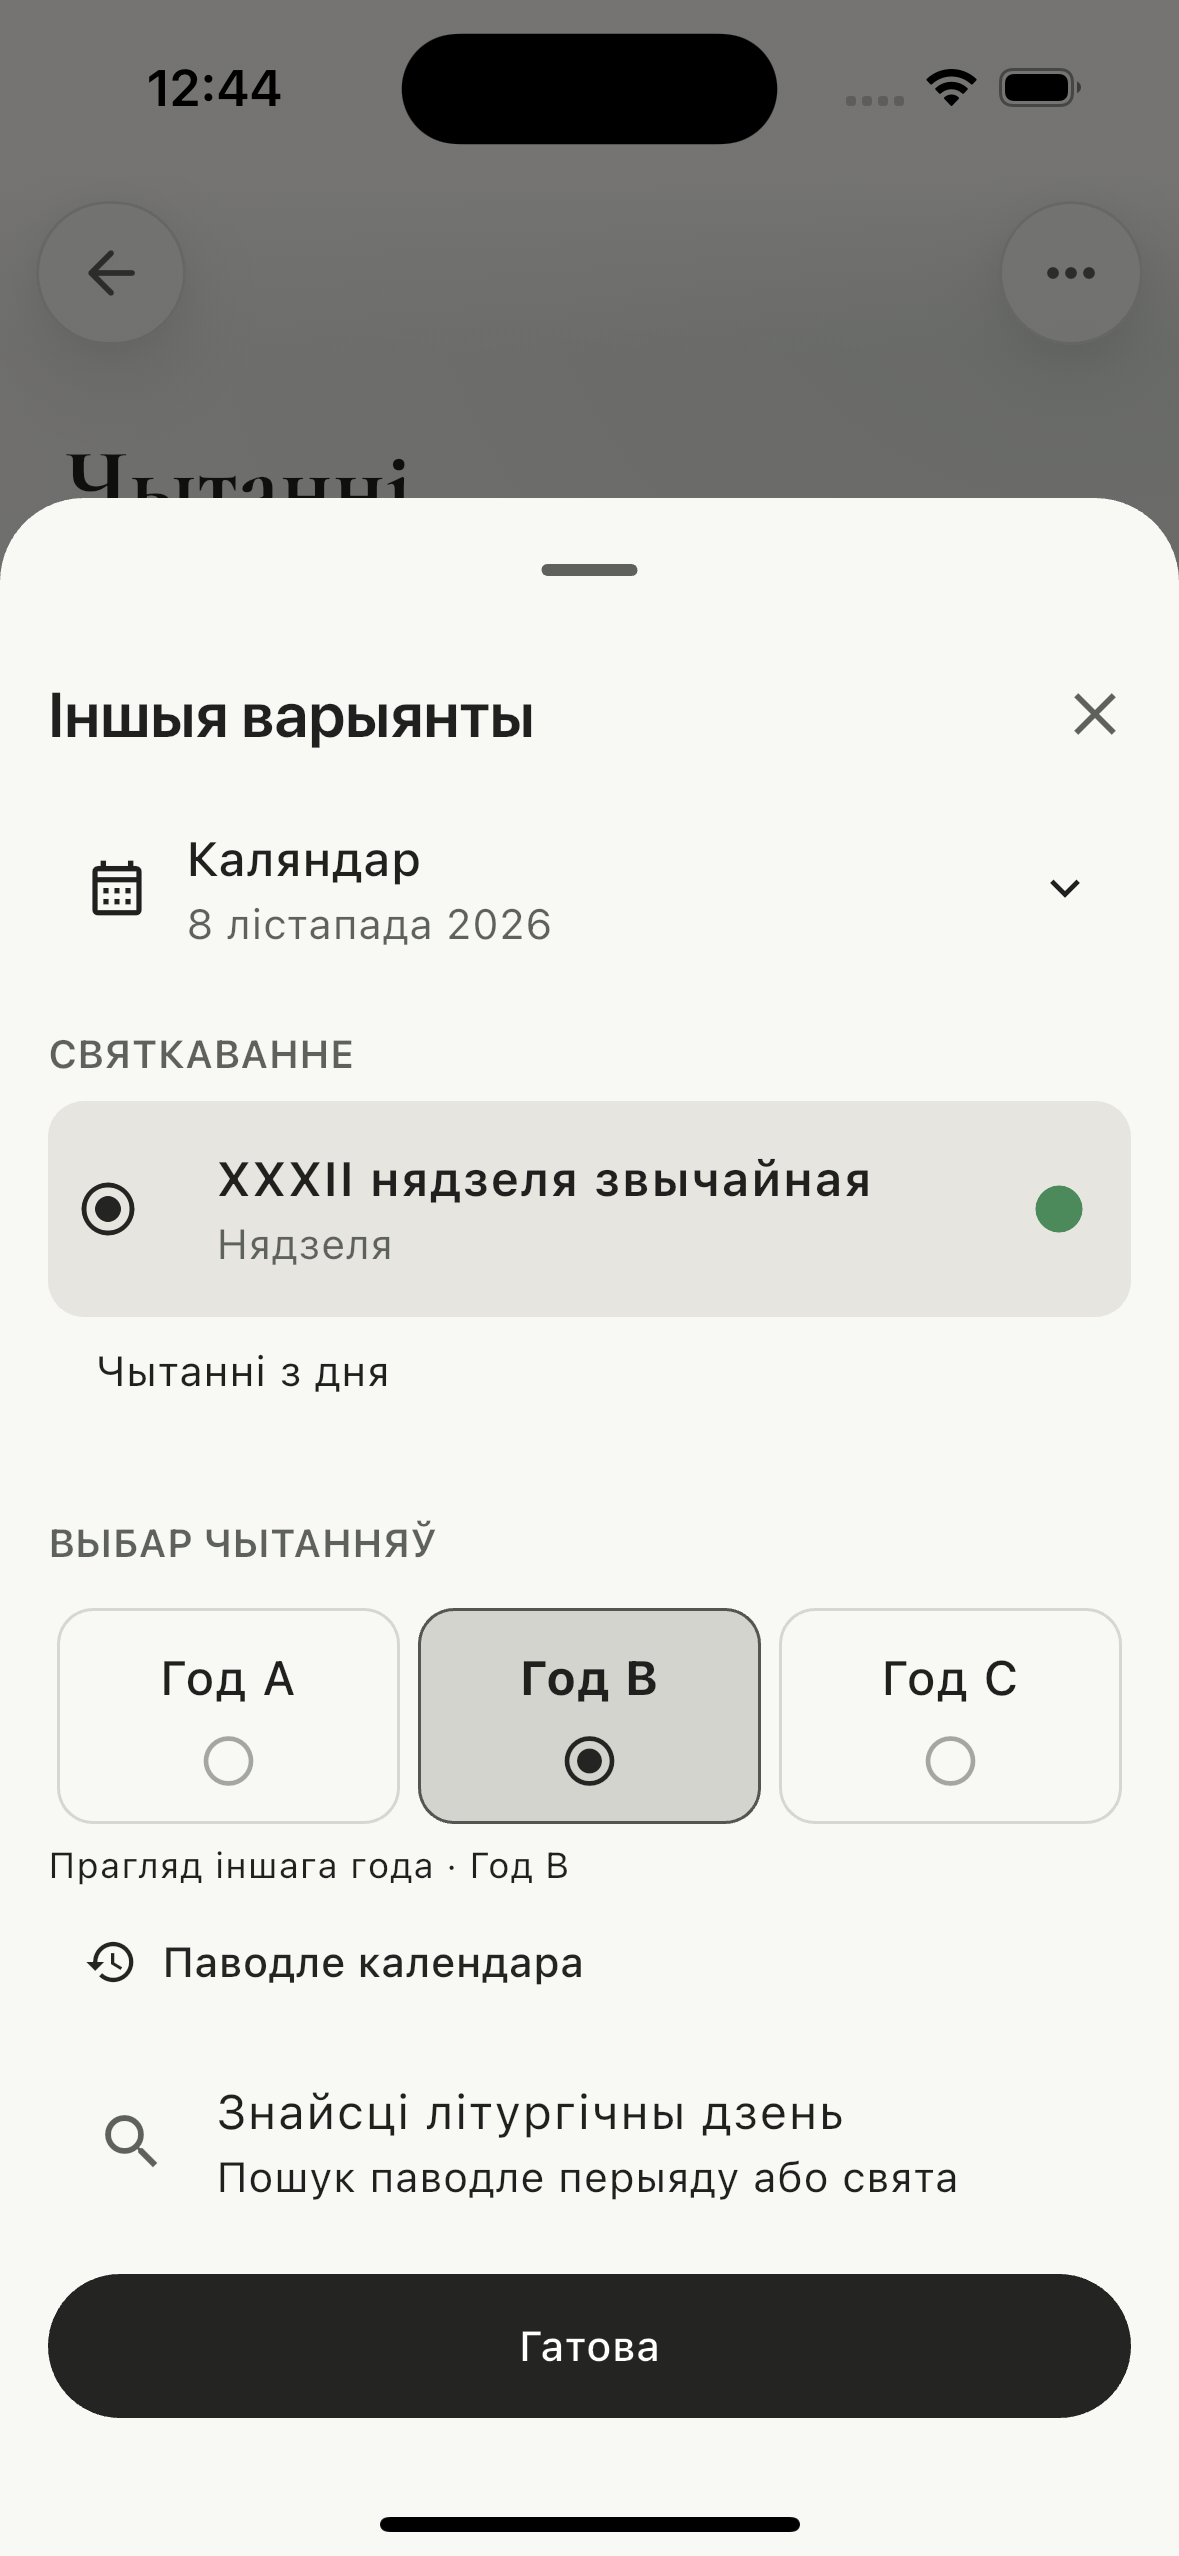 12:44
Чытанні
Іншыя варыянты
Каляндар
8 лістапада 2026
СВЯТКАВАННЕ
XXXII нядзеля звычайная
Нядзеля
Чытанні з дня
ВЫБАР ЧЫТАННЯЎ
Год A
Год B
Год C
Прагляд іншага года · Год B
Паводле календара
Знайсці літургічны дзень
Пошук паводле перыяду або свята
Гатова